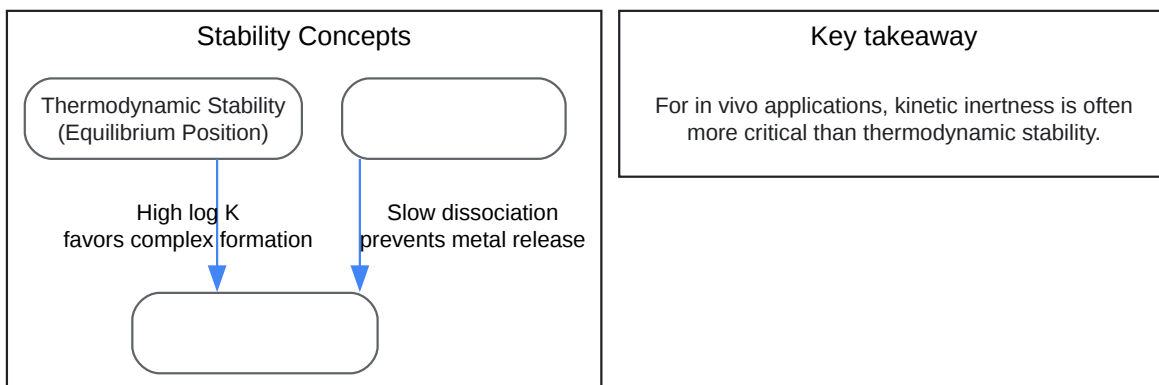 Stability Concepts
Thermodynamic Stability
(Equilibrium Position)
High log K
favors complex formation
Slow dissociation
prevents metal release
Key takeaway
For in vivo applications, kinetic inertness is often
more critical than thermodynamic stability.